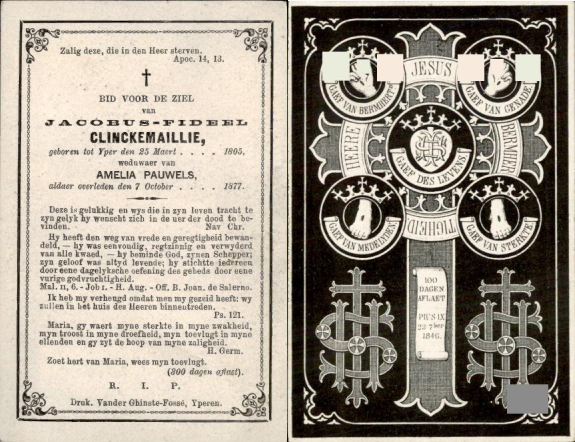 Zalig deze, die in den Heer sterven.
Apoc. 14, 13.
BID VOOR DE ZIEL
van
JACOBUS-FIDEEL
CLINCKEMAILLIE,
geboren tot Yper den 25 Maert . . . . 1805,
weduwaer van
AMELIA PAUWELS,
aldaer overleden den 7 October . . . . 1877.
Deze is gelukkig en wys die in zyn leven tracht te
zyn gelyk hy wenscht zich in de uer der dood te be-
vinden. Nav Chr.
Hy heeft den weg van vrede en geregtigheid bewan-
deld, — hy was eenvoudig, regtzinnig en verwyderd
van alle kwaed, — hy beminde God, zynen Schepper;
zyn geloof was altyd levende; hy stichtte iedereen
door eene dagelyksche oefening des gebeds door eene
vurige godvruchtigheid.
Mal. II, 6. - Job I. - H. Aug. - Off, B. Joan. de Salerno.
Ik heb my verheugd omdat men my gezeid heeft: wy
zullen in het huis des Heeren binnentreden.
Ps. 121.
Maria, gy waert myne sterkte in myne zwakheid,
myn troost in myne droefheid, myn toevlugt in myne
ellenden en gy zyt de hoop van myne zaligheid.
H. Germ.
Zoet hert van Maria, wees myn toevlugt.
(300 dagen aflaet).
R. I. P.
Druk. Vander Ghinste-Fossé, Yperen.
JESUS
GAEF VAN GENADE
HEERE
BARMHER
GAEF DES LEVENS
TIGHEID
GAEF VAN MEDELYDEN
GAEF VAN STERKTE
100
DAGEN
AFLAET
PIUS IX
23 7ber
1846.